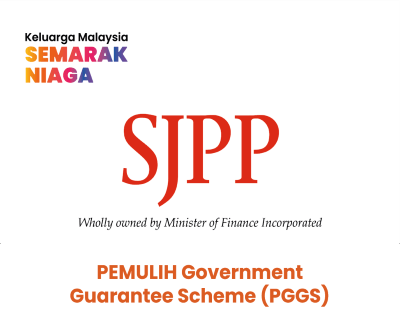 Keluarga Malaysia
SEMARAK
NIAGA
SJPP
Wholly owned by Minister of Finance Incorporated
PEMULIH Government
Guarantee Scheme (PGGS)